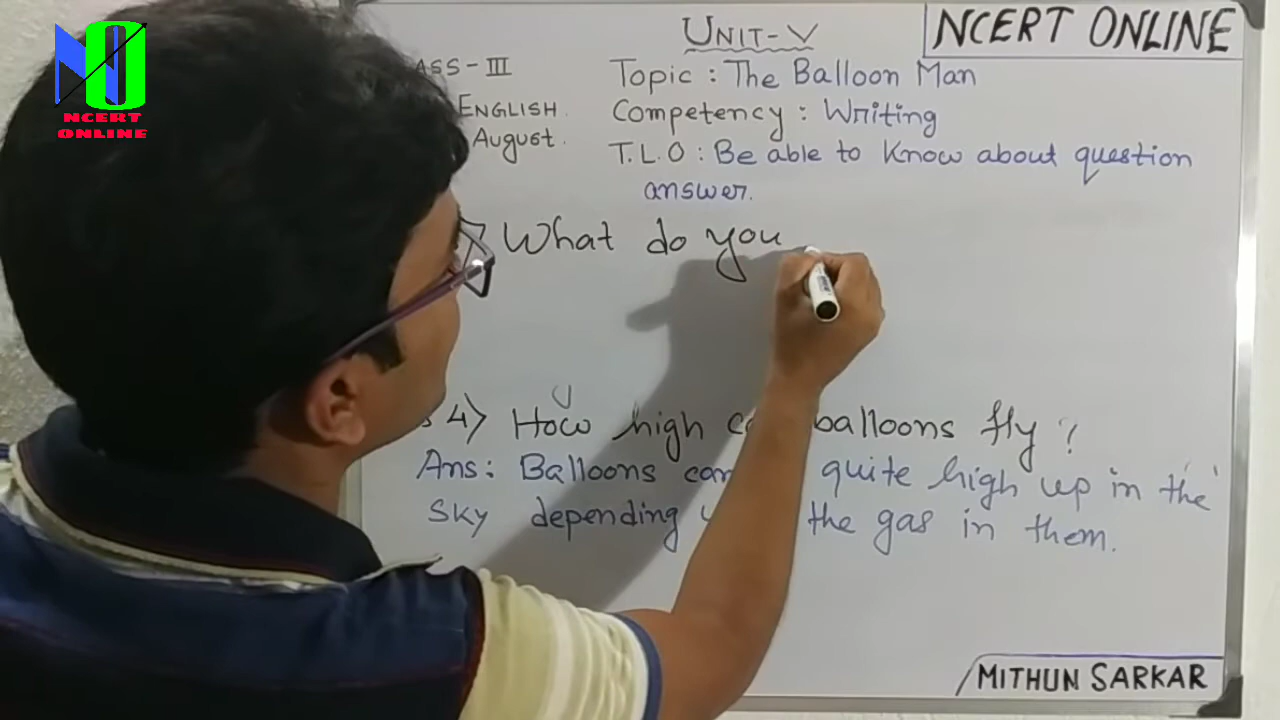 NO
NCERT
ONLINE
UNIT-V
NCERT ONLINE
ASS-III
Topic : The Balloon Man
ENGLISH
Competency : Writing
August.
T.L.O : Be able to Know about question
answer.
What do you
4) How high balloons fly ?
Ans: Balloons quite high up in the
Sky depending the gas in them.
MITHUN SARKAR